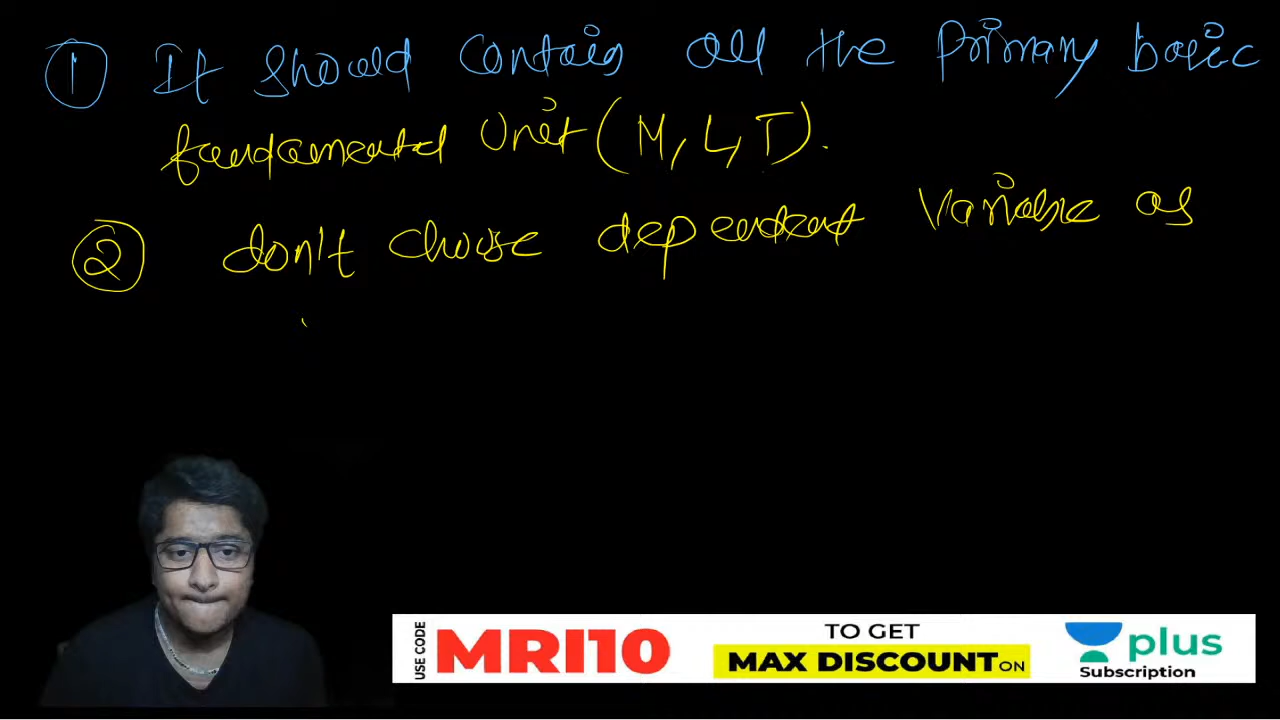 ① It should contais all the Primary basic
fundamental Unit (M, L, T).
② don't choose dependent Variable as
USE CODE
MRI10
TO GET
MAX DISCOUNT ON
plus
Subscription